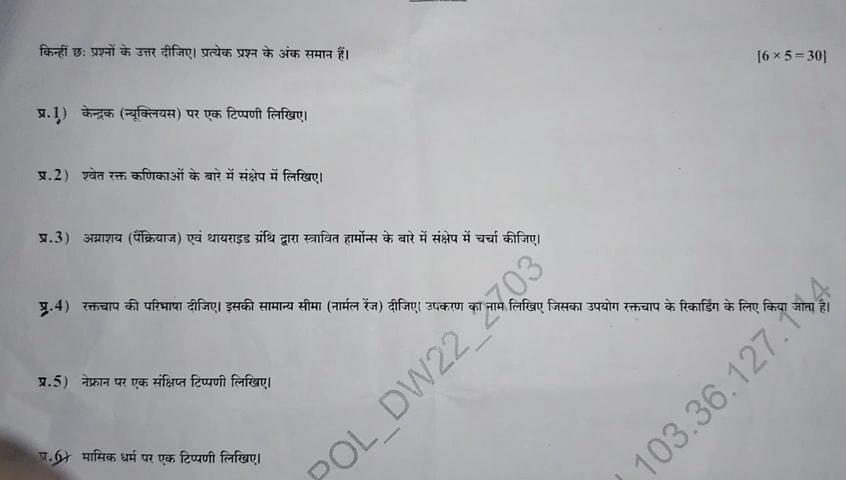 किन्हीं छः प्रश्नों के उत्तर दीजिए। प्रत्येक प्रश्न के अंक समान हैं। [6 × 5 = 30]
प्र.1) केन्द्रक (न्यूक्लियस) पर एक टिप्पणी लिखिए।
प्र.2) श्वेत रक्त कणिकाओं के बारे में संक्षेप में लिखिए।
प्र.3) अग्नाशय (पैंक्रियाज) एवं थायराइड ग्रंथि द्वारा स्त्रावित हार्मोन्स के बारे में संक्षेप में चर्चा कीजिए।
प्र.4) रक्तचाप की परिभाषा दीजिए। इसकी सामान्य सीमा (नार्मल रेंज) दीजिए। उपकरण का नाम लिखिए जिसका उपयोग रक्तचाप के रिकार्डिंग के लिए किया जाता है।
प्र.5) नेफ्रान पर एक संक्षिप्त टिप्पणी लिखिए।
प्र.6) मासिक धर्म पर एक टिप्पणी लिखिए।
POL_DW22_2703
103.36.127.114